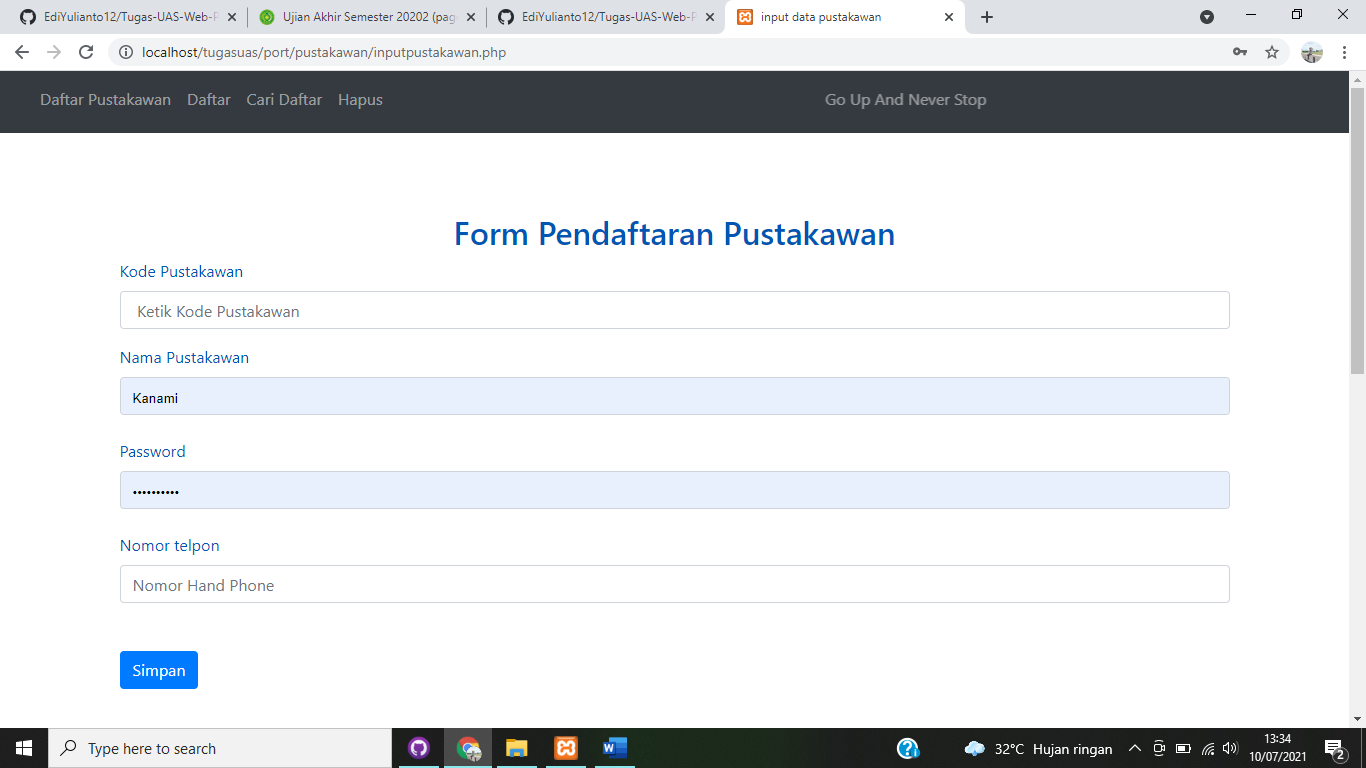 EdiYulianto12/Tugas-UAS-Web-P
Ujian Akhir Semester 20202 (pag
EdiYulianto12/Tugas-UAS-Web-P
input data pustakawan
localhost/tugasuas/port/pustakawan/inputpustakawan.php
Daftar Pustakawan Daftar Cari Daftar Hapus Go Up And Never Stop
Form Pendaftaran Pustakawan
Kode Pustakawan
Ketik Kode Pustakawan
Nama Pustakawan
Kanami
Password
••••••••••
Nomor telpon
Nomor Hand Phone
Simpan
Type here to search
32°C Hujan ringan
13:34
10/07/2021
2